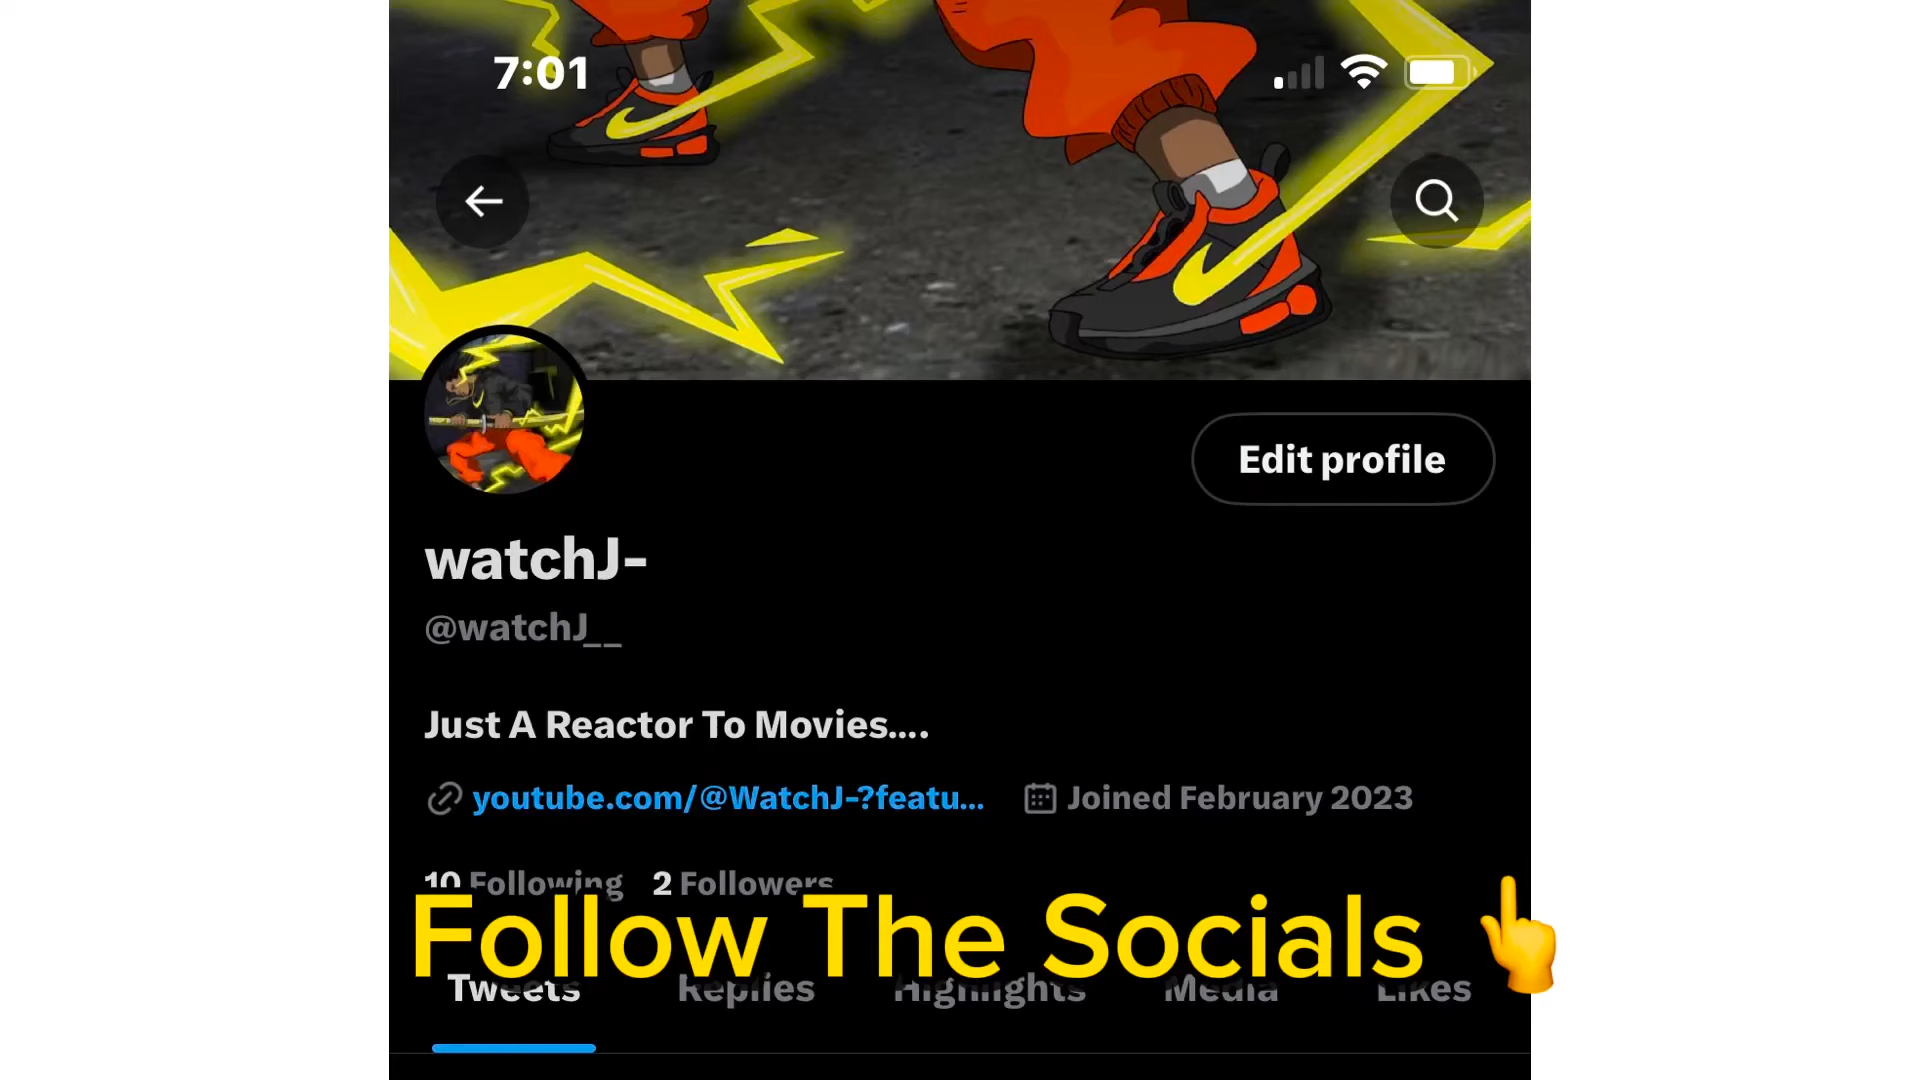 7:01
Edit profile
watchJ-
@watchJ__
Just A Reactor To Movies....
youtube.com/@WatchJ-?featu... Joined February 2023
10 Following 2 Followers
Follow The Socials 👆
Tweets Replies Highlights Media Likes